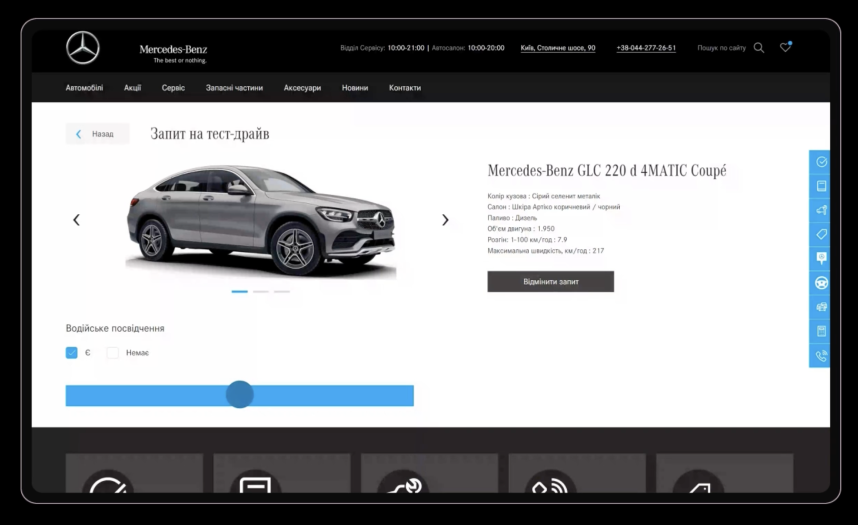 Mercedes-Benz
The best or nothing.
Відділ Сервісу: 10:00-21:00 | Автосалон: 10:00-20:00
Київ, Столичне шосе, 90
+38-044-277-26-51
Пошук по сайту
Автомобілі Акції Сервіс Запасні частини Аксесуари Новини Контакти
Назад
Запит на тест-драйв
Mercedes-Benz GLC 220 d 4MATIC Coupé
Колір кузова : Сірий селенит металік
Салон : Шкіра Артіко коричневий / чорний
Паливо : Дизель
Об'єм двигуна : 1,950
Розгін: 1-100 км/год : 7.9
Максимальна швидкість, км/год : 217
Відмінити запит
Водійське посвідчення
Є Немає